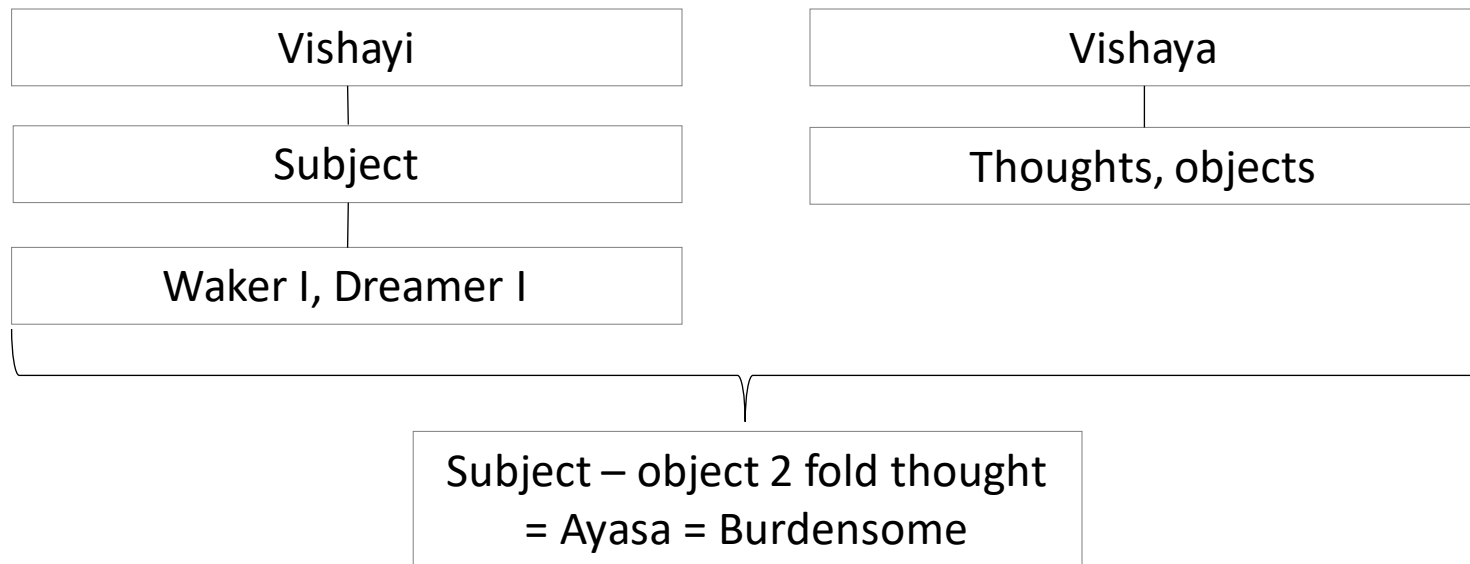 Vishayi
Vishaya
Subject
Thoughts, objects
Waker I, Dreamer I
Subject – object 2 fold thought
= Ayasa = Burdensome